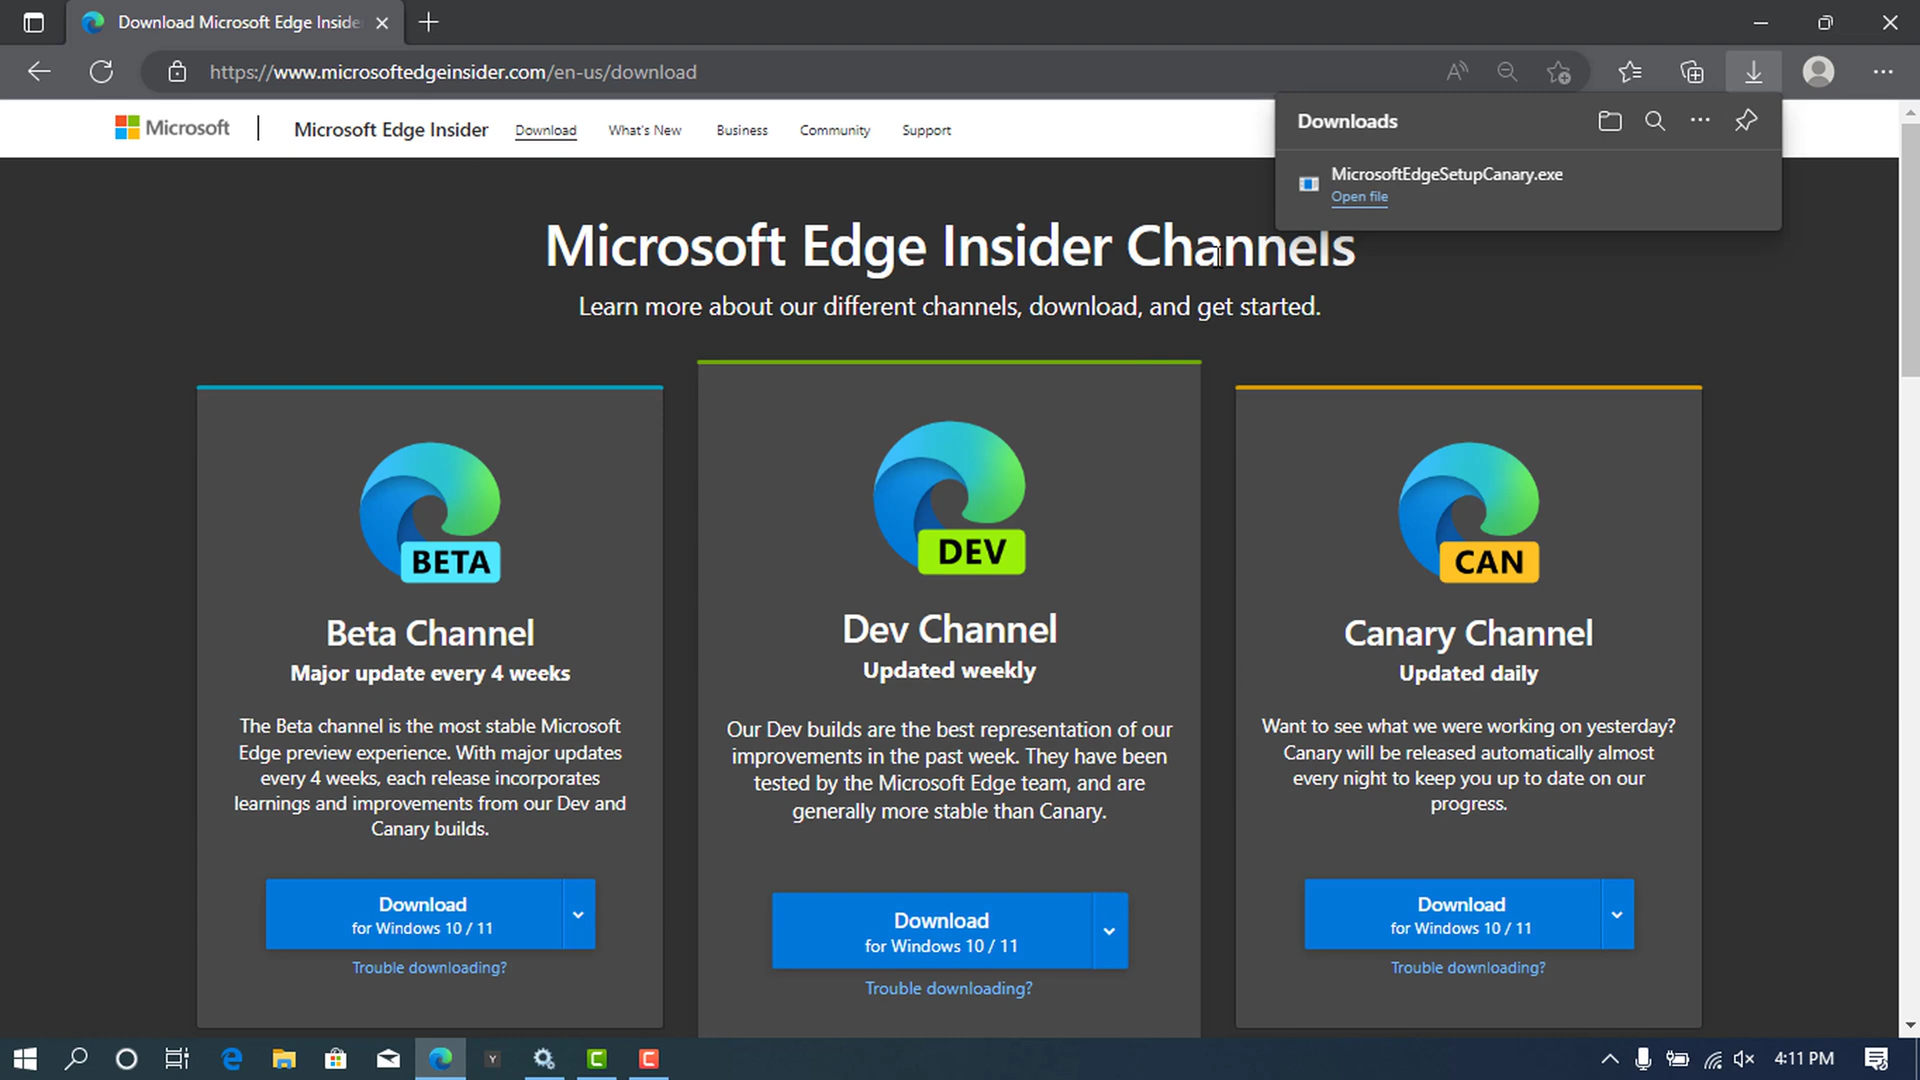 Download Microsoft Edge Inside
https://www.microsoftedgeinsider.com/en-us/download
Microsoft
Microsoft Edge Insider
Download
What's New
Business
Community
Support
Downloads
MicrosoftEdgeSetupCanary.exe
Open file
Microsoft Edge Insider Channels
Learn more about our different channels, download, and get started.
BETA
Beta Channel
Major update every 4 weeks
The Beta channel is the most stable Microsoft
Edge preview experience. With major updates
every 4 weeks, each release incorporates
learnings and improvements from our Dev and
Canary builds.
Download
for Windows 10 / 11
Trouble downloading?
DEV
Dev Channel
Updated weekly
Our Dev builds are the best representation of our
improvements in the past week. They have been
tested by the Microsoft Edge team, and are
generally more stable than Canary.
Download
for Windows 10 / 11
Trouble downloading?
CAN
Canary Channel
Updated daily
Want to see what we were working on yesterday?
Canary will be released automatically almost
every night to keep you up to date on our
progress.
Download
for Windows 10 / 11
Trouble downloading?
4:11 PM